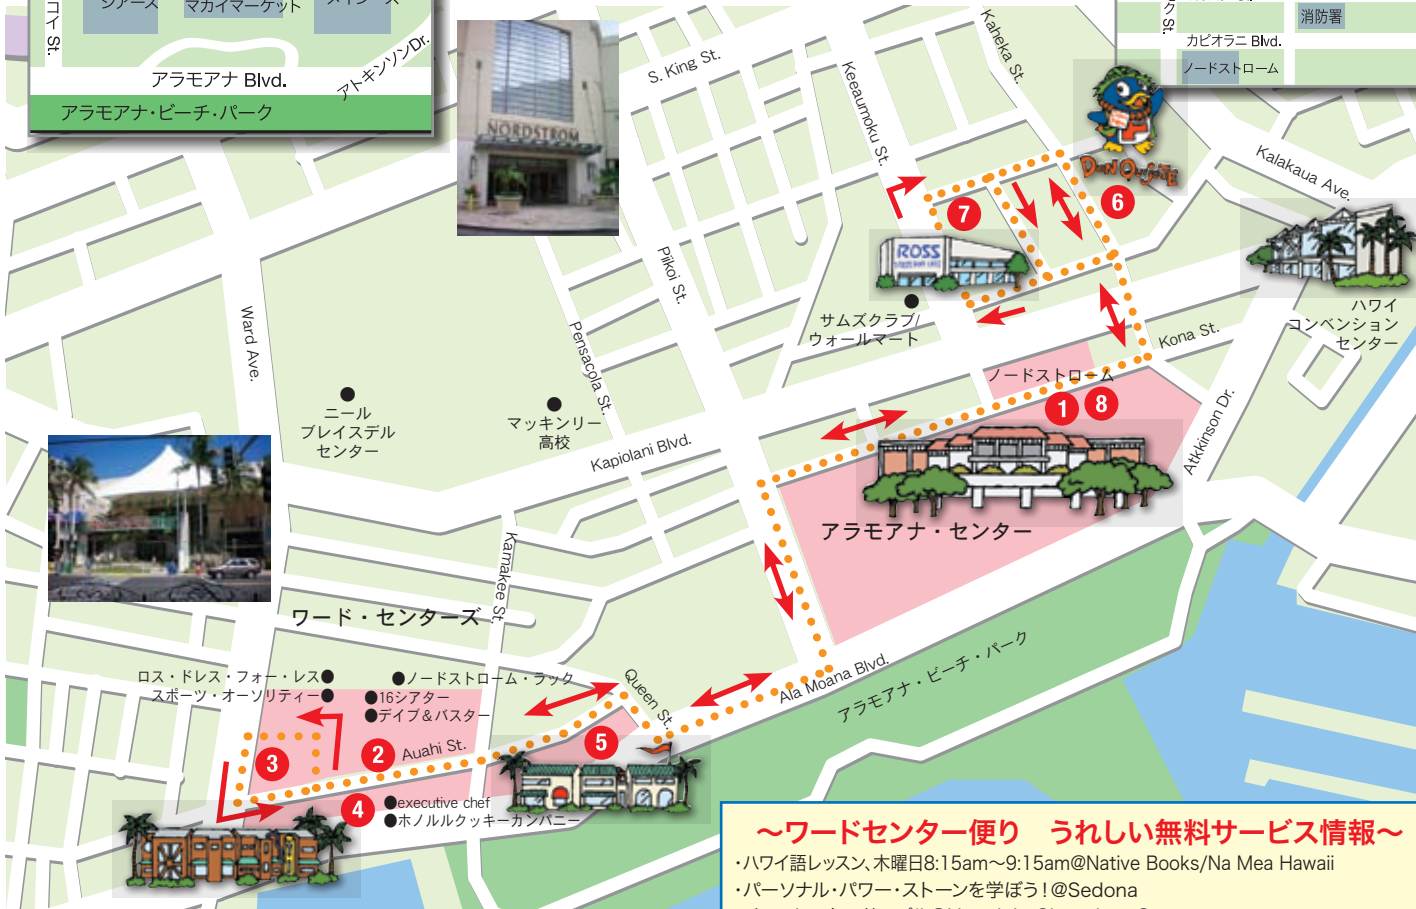 シアーズ
マカイマーケット
コイ St.
アラモアナ Blvd.
アトキンソンDr.
アラモアナ・ビーチ・パーク
NORDSTROM
S. King St.
Keeaumoku St.
Kaheka St.
ク St.
消防署
カピオラニ Blvd.
ノードストローム
DON QUIJOTE
6
Kalakaua Ave.
7
ROSS
サムズクラブ/
ウォールマート
ハワイ
コンベンション
センター
Kona St.
Piikoi St.
Pensacola St.
Ward Ave.
ニール
ブレイスデル
センター
マッキンリー
高校
Kapiolani Blvd.
ノードストローム
1 8
Atkkinson Dr.
アラモアナ・センター
Kamakee St.
ワード・センターズ
ロス・ドレス・フォー・レス●
スポーツ・オーソリティー●
●ノードストローム・ラック
●16シアター
●デイブ＆バスター
Queen St.
Ala Moana Blvd.
アラモアナ・ビーチ・パーク
3
2
Auahi St.
5
4
●executive chef
●ホノルルクッキーカンパニー
〜ワードセンター便り うれしい無料サービス情報〜
・ハワイ語レッスン、木曜日8:15am〜9:15am@Native Books/Na Mea Hawaii
・パーソナル・パワー・ストーンを学ぼう！@Sedona